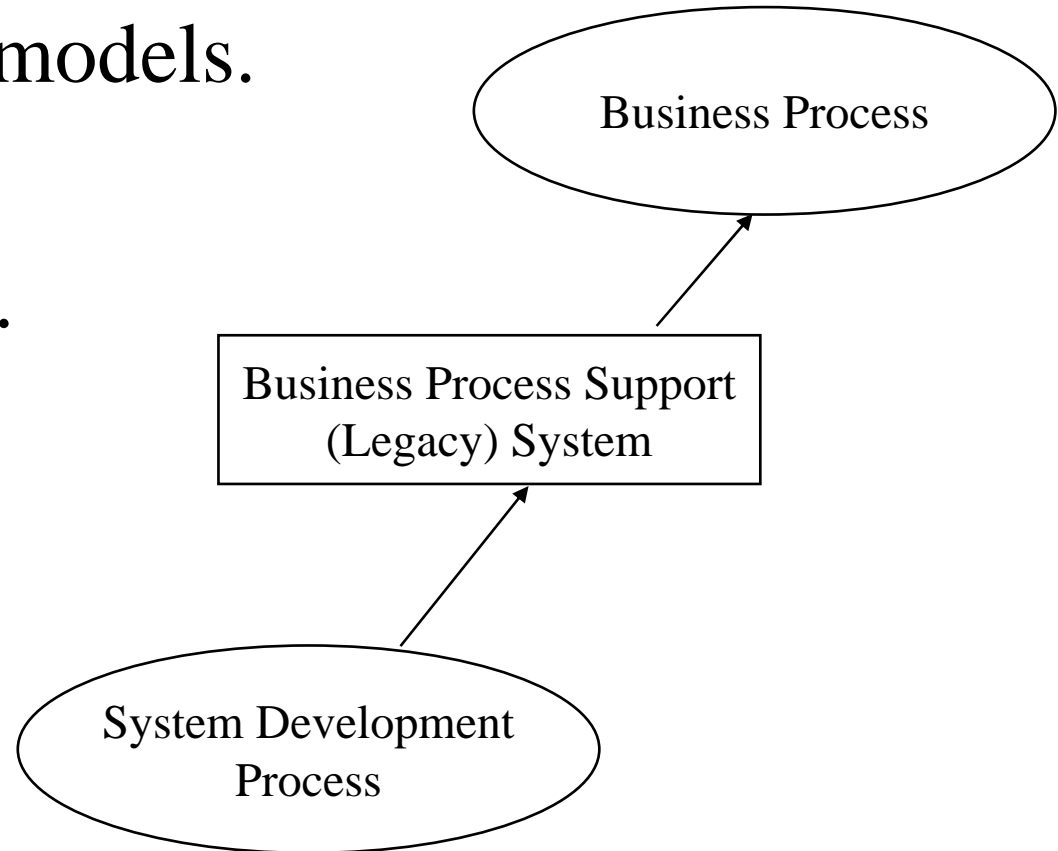 models.
Business Process
.
Business Process Support
(Legacy) System
System Development
Process